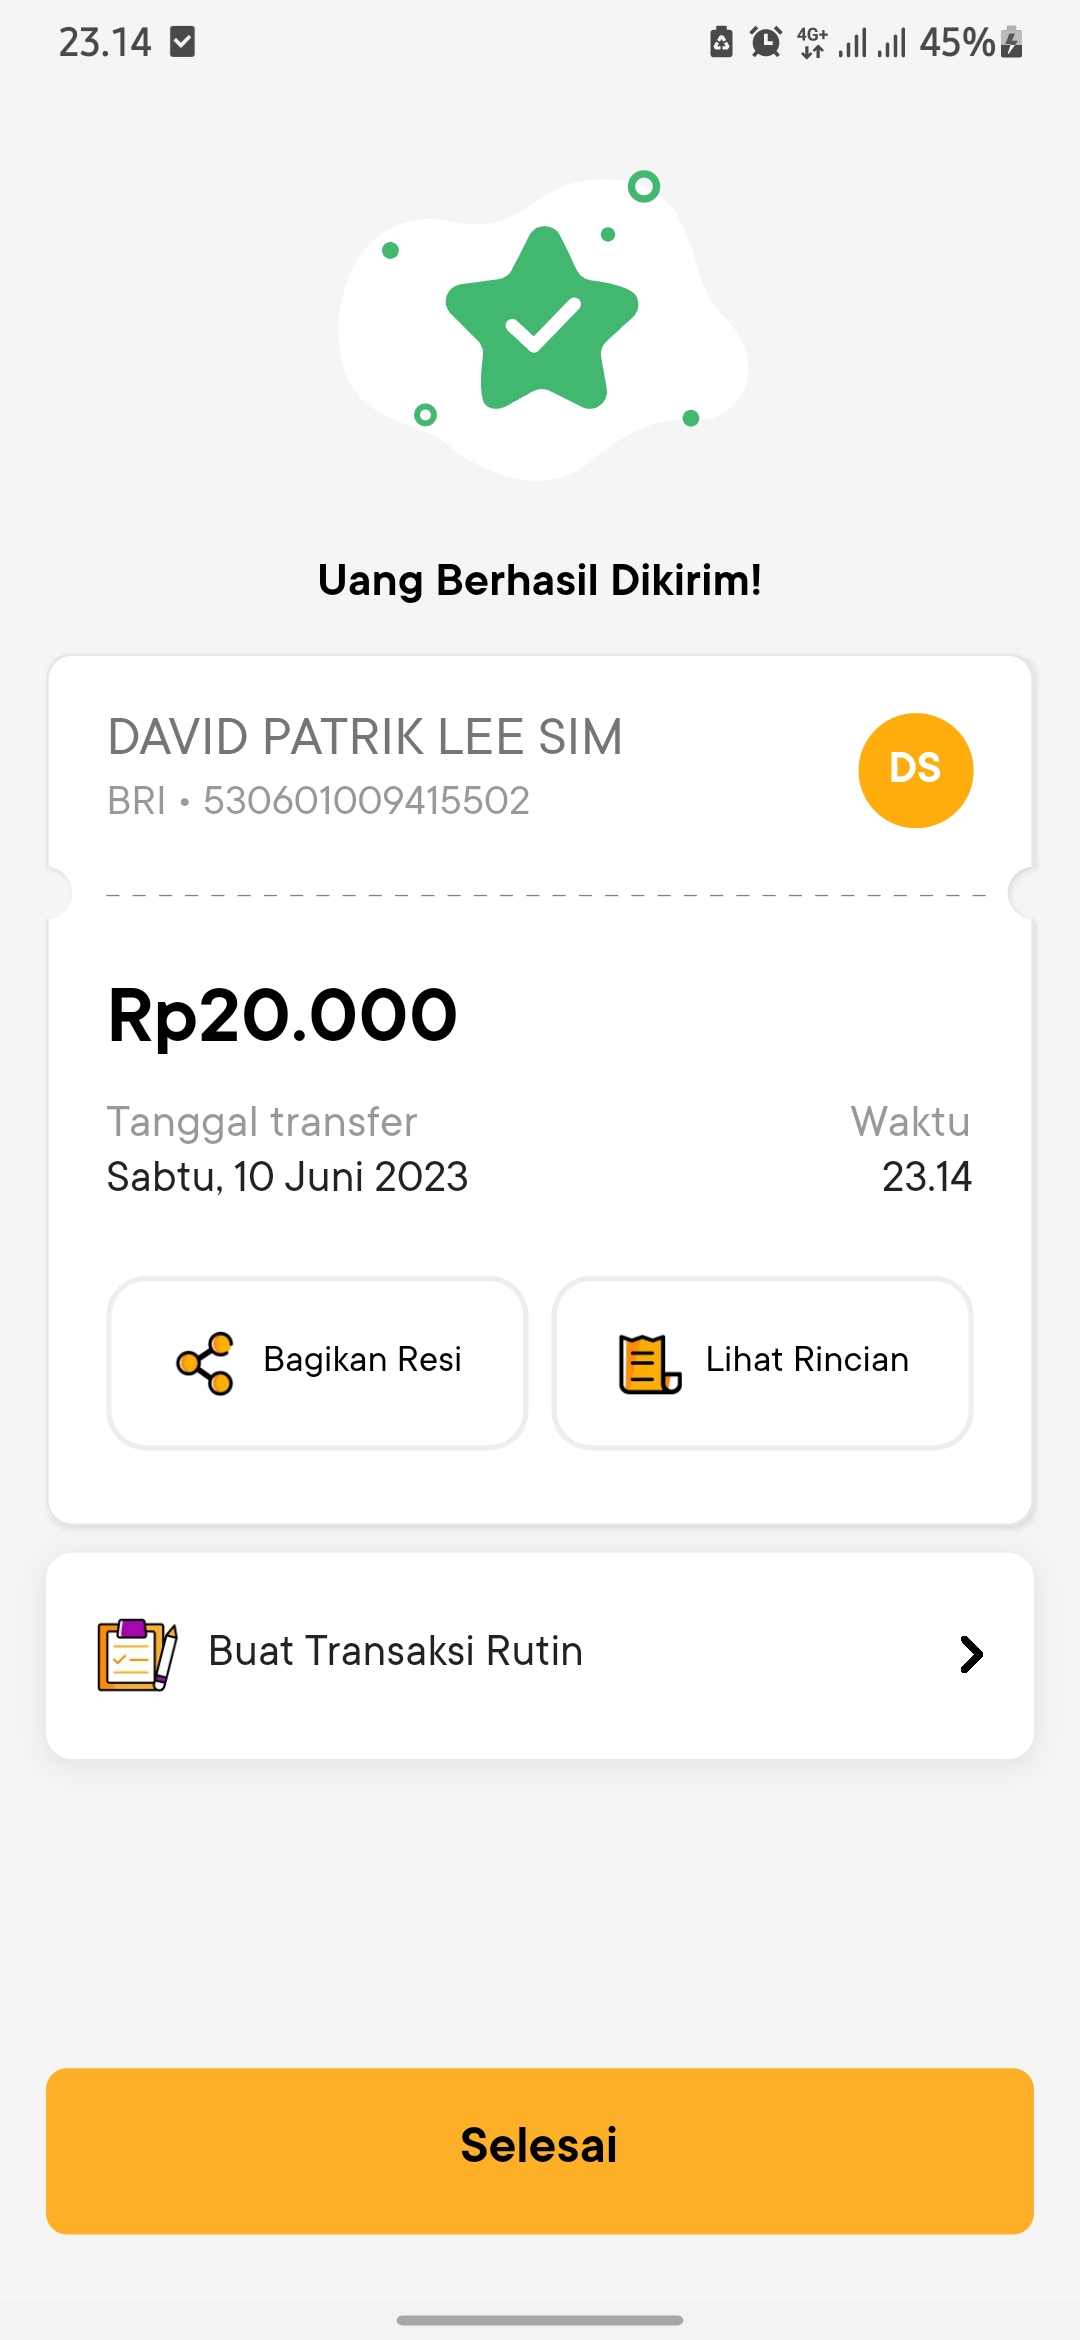 23.14
4G+
45%
Uang Berhasil Dikirim!
DAVID PATRIK LEE SIM
DS
BRI • 530601009415502
Rp20.000
Tanggal transfer
Waktu
Sabtu, 10 Juni 2023
23.14
Bagikan Resi
Lihat Rincian
Buat Transaksi Rutin
Selesai